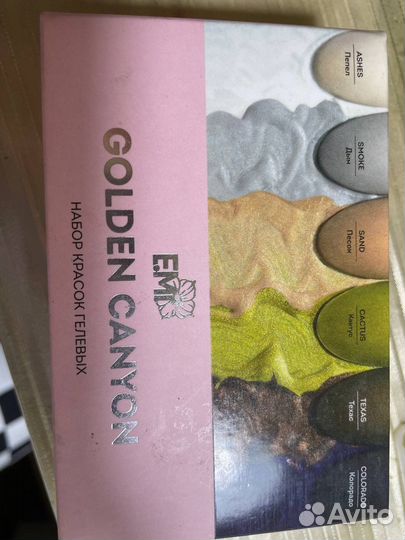 EMi
GOLDEN CANYON
НАБОР КРАСОК ГЕЛЕВЫХ
ASHES
Пепел
SMOKE
Дым
SAND
Песок
CACTUS
Кактус
TEXAS
Техас
COLORADO
Колорадо
Avito